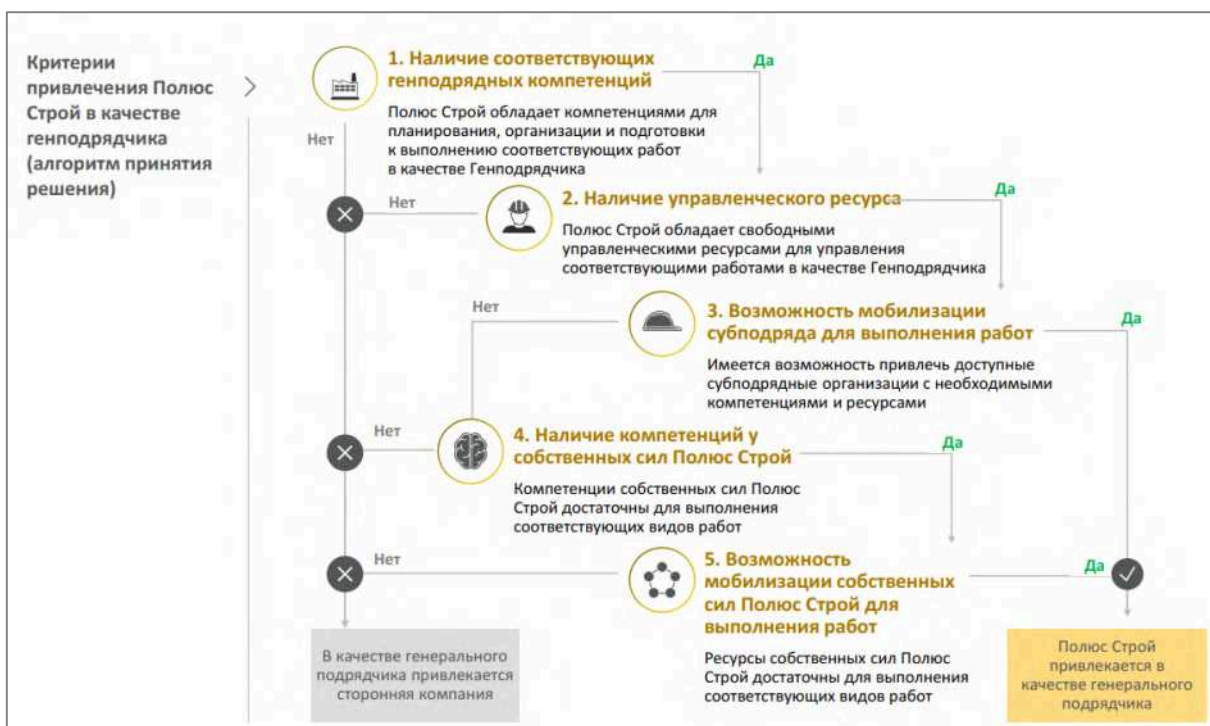 Критерии
привлечения Полюс
Строй в качестве
генподрядчика
(алгоритм принятия
решения)
1. Наличие соответствующих
генподрядных компетенций
Да
Полюс Строй обладает компетенциями для
планирования, организации и подготовки
к выполнению соответствующих работ
в качестве Генподрядчика
Нет
Нет
2. Наличие управленческого ресурса
Да
Полюс Строй обладает свободными
управленческими ресурсами для управления
соответствующими работами в качестве Генподрядчика
Нет
3. Возможность мобилизации
субподряда для выполнения работ
Да
Имеется возможность привлечь доступные
субподрядные организации с необходимыми
компетенциями и ресурсами
Нет
4. Наличие компетенций у
собственных сил Полюс Строй
Да
Компетенции собственных сил Полюс
Строй достаточны для выполнения
соответствующих видов работ
Нет
5. Возможность
мобилизации собственных
сил Полюс Строй для
выполнения работ
Да
Ресурсы собственных сил Полюс
Строй достаточны для выполнения
соответствующих видов работ
В качестве генерального
подрядчика привлекается
сторонняя компания
Полюс Строй
привлекается в
качестве генерального
подрядчика